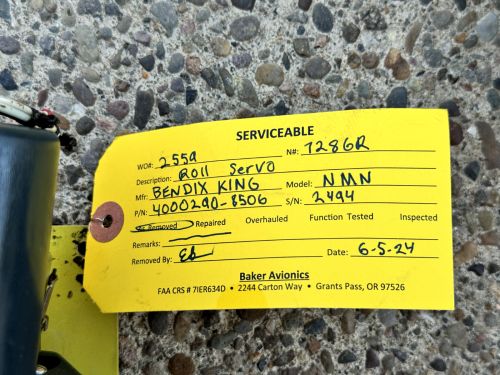 SERVICEABLE
WO#: 2559 N#: 7286R
Description: Roll Servo
Mfr: BENDIX KING Model: NMN
P/N: 4000290-8506 S/N: 2494
As Removed Repaired Overhauled Function Tested Inspected
Remarks:
Removed By: Date: 6-5-24
Baker Avionics
FAA CRS # 7IER634D • 2244 Carton Way • Grants Pass, OR 97526